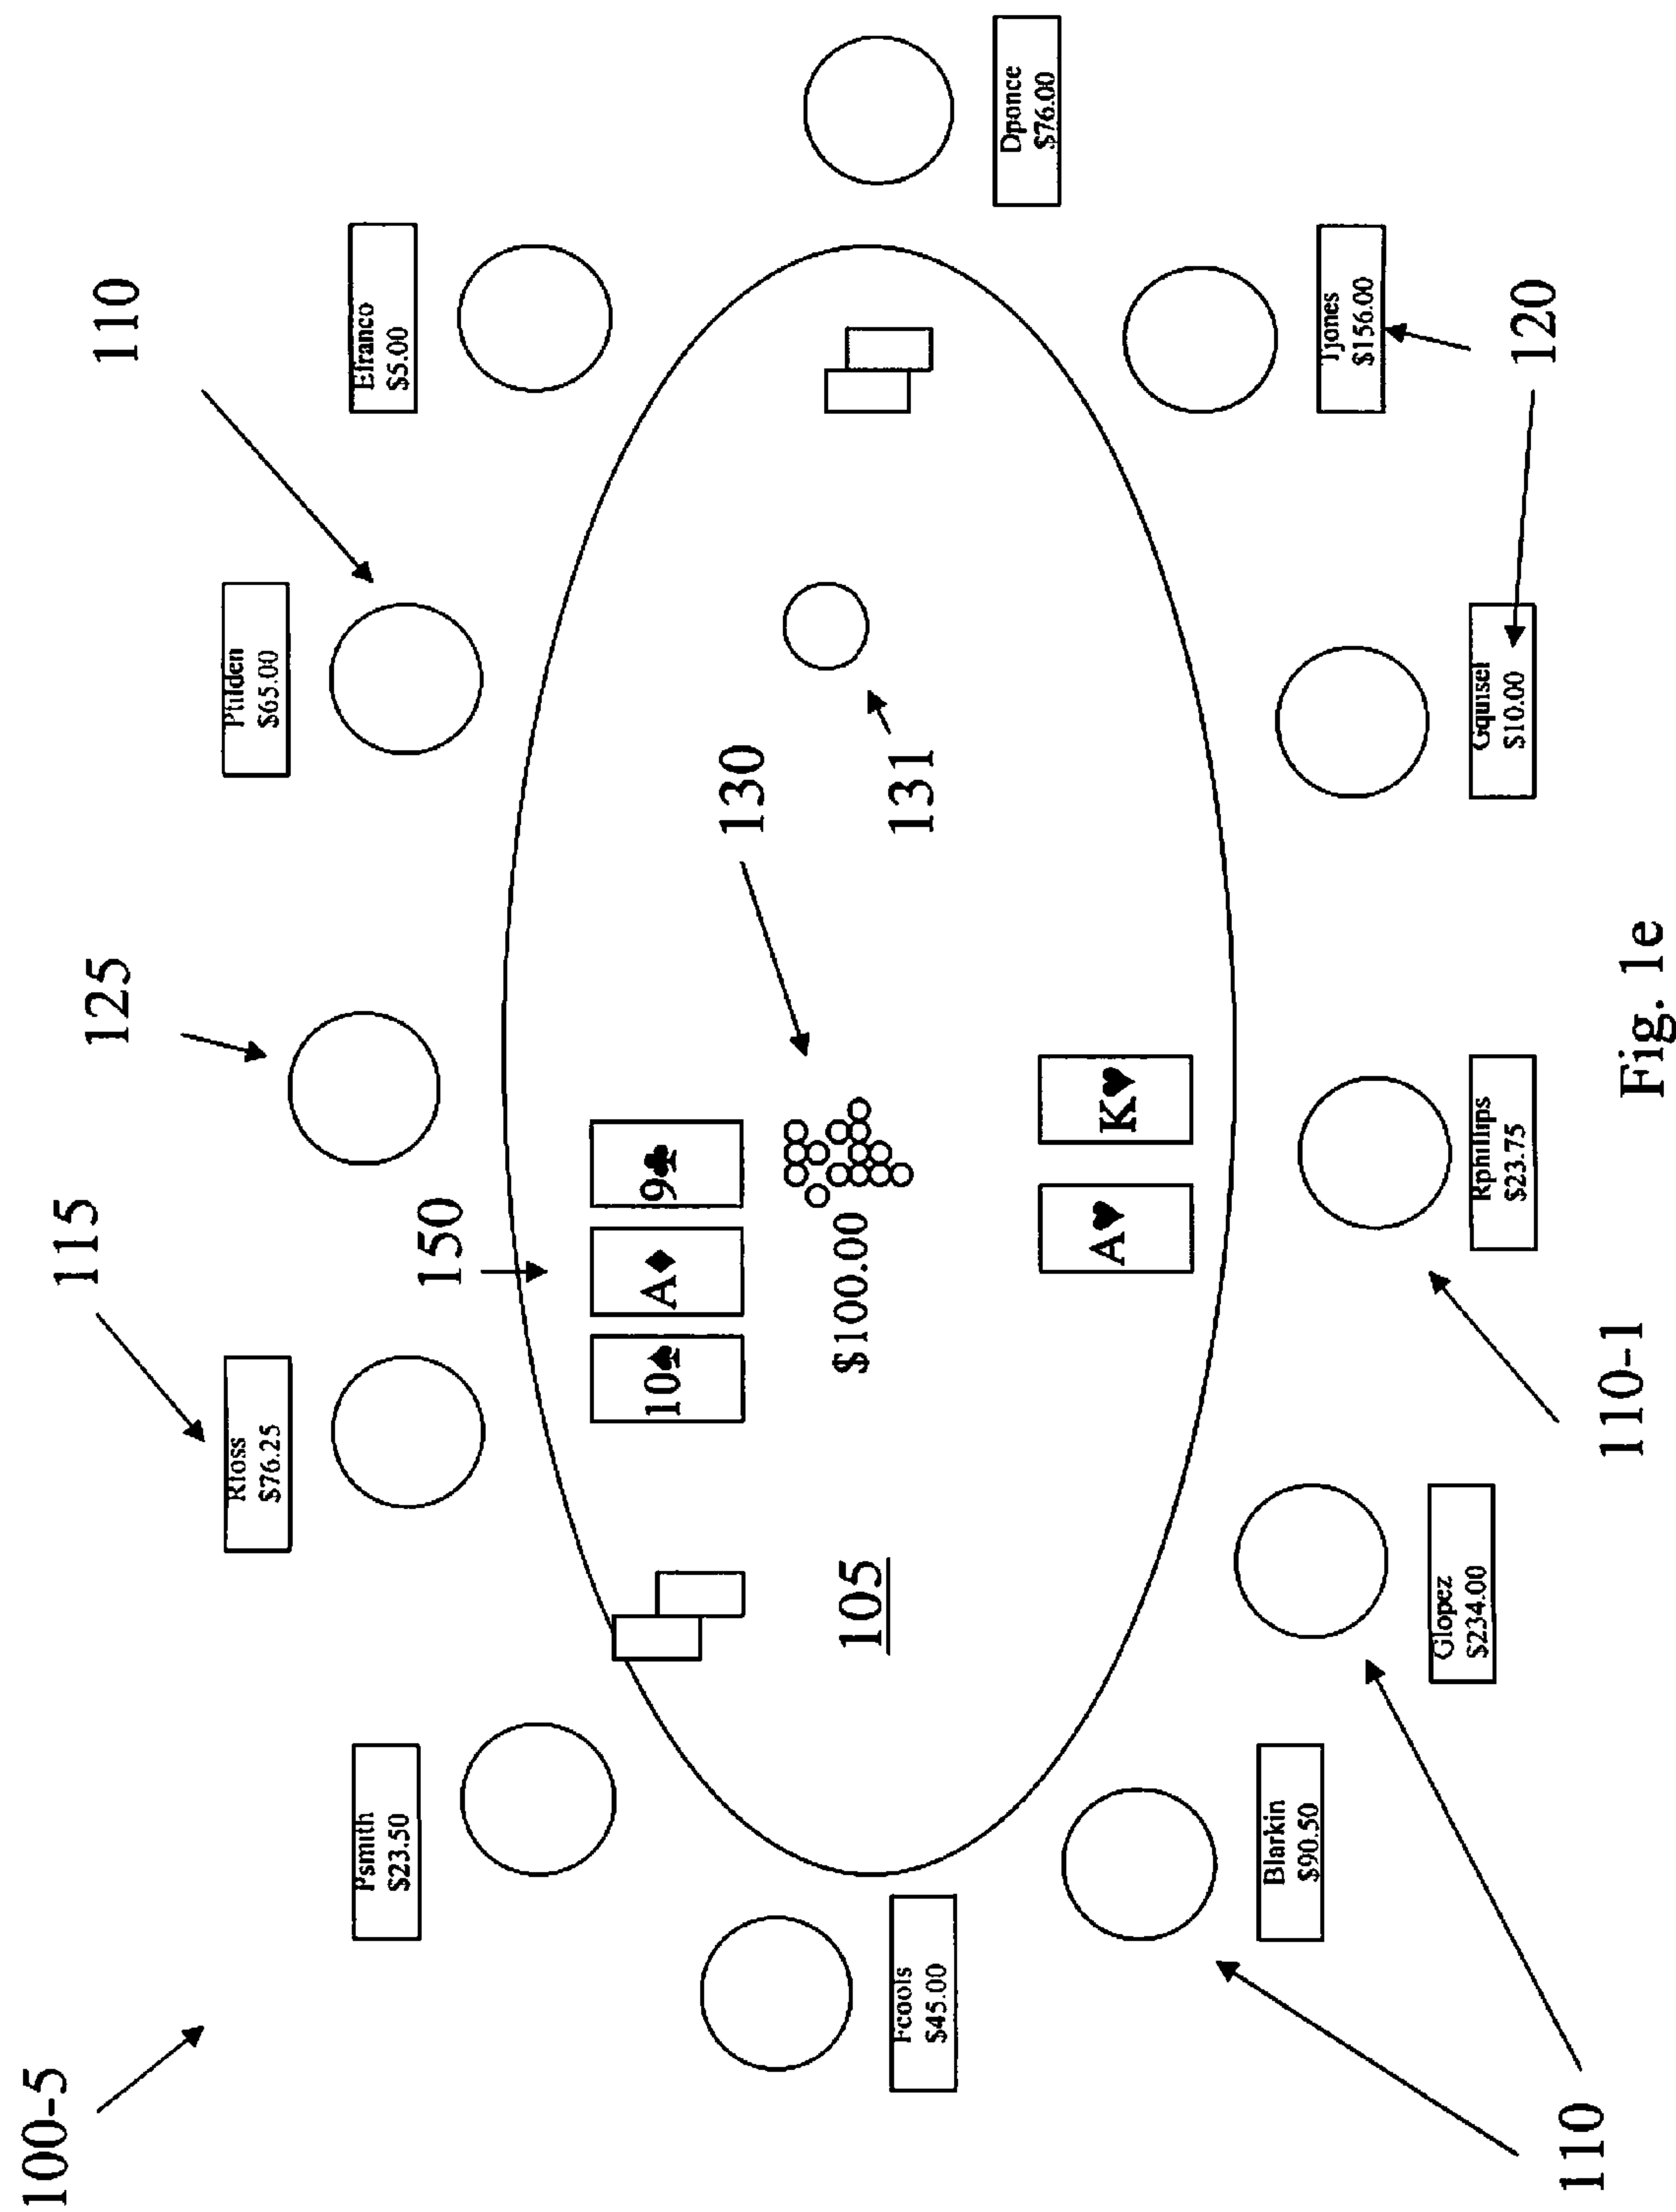 100-5
115
125
110
Rfoss
$76.25
Ptilden
$65.00
Psmith
$23.50
Efranco
$5.00
150
10♠ A♦ 9♣
130
$100.00
105
131
Fcools
$45.00
Dponce
$76.00
A♥ K♥
Blarkin
$90.50
Tjones
$156.00
Glopez
$234.00
Rphillips
$23.75
Gquisel
$10.00
120
110
110-1
Fig. 1e